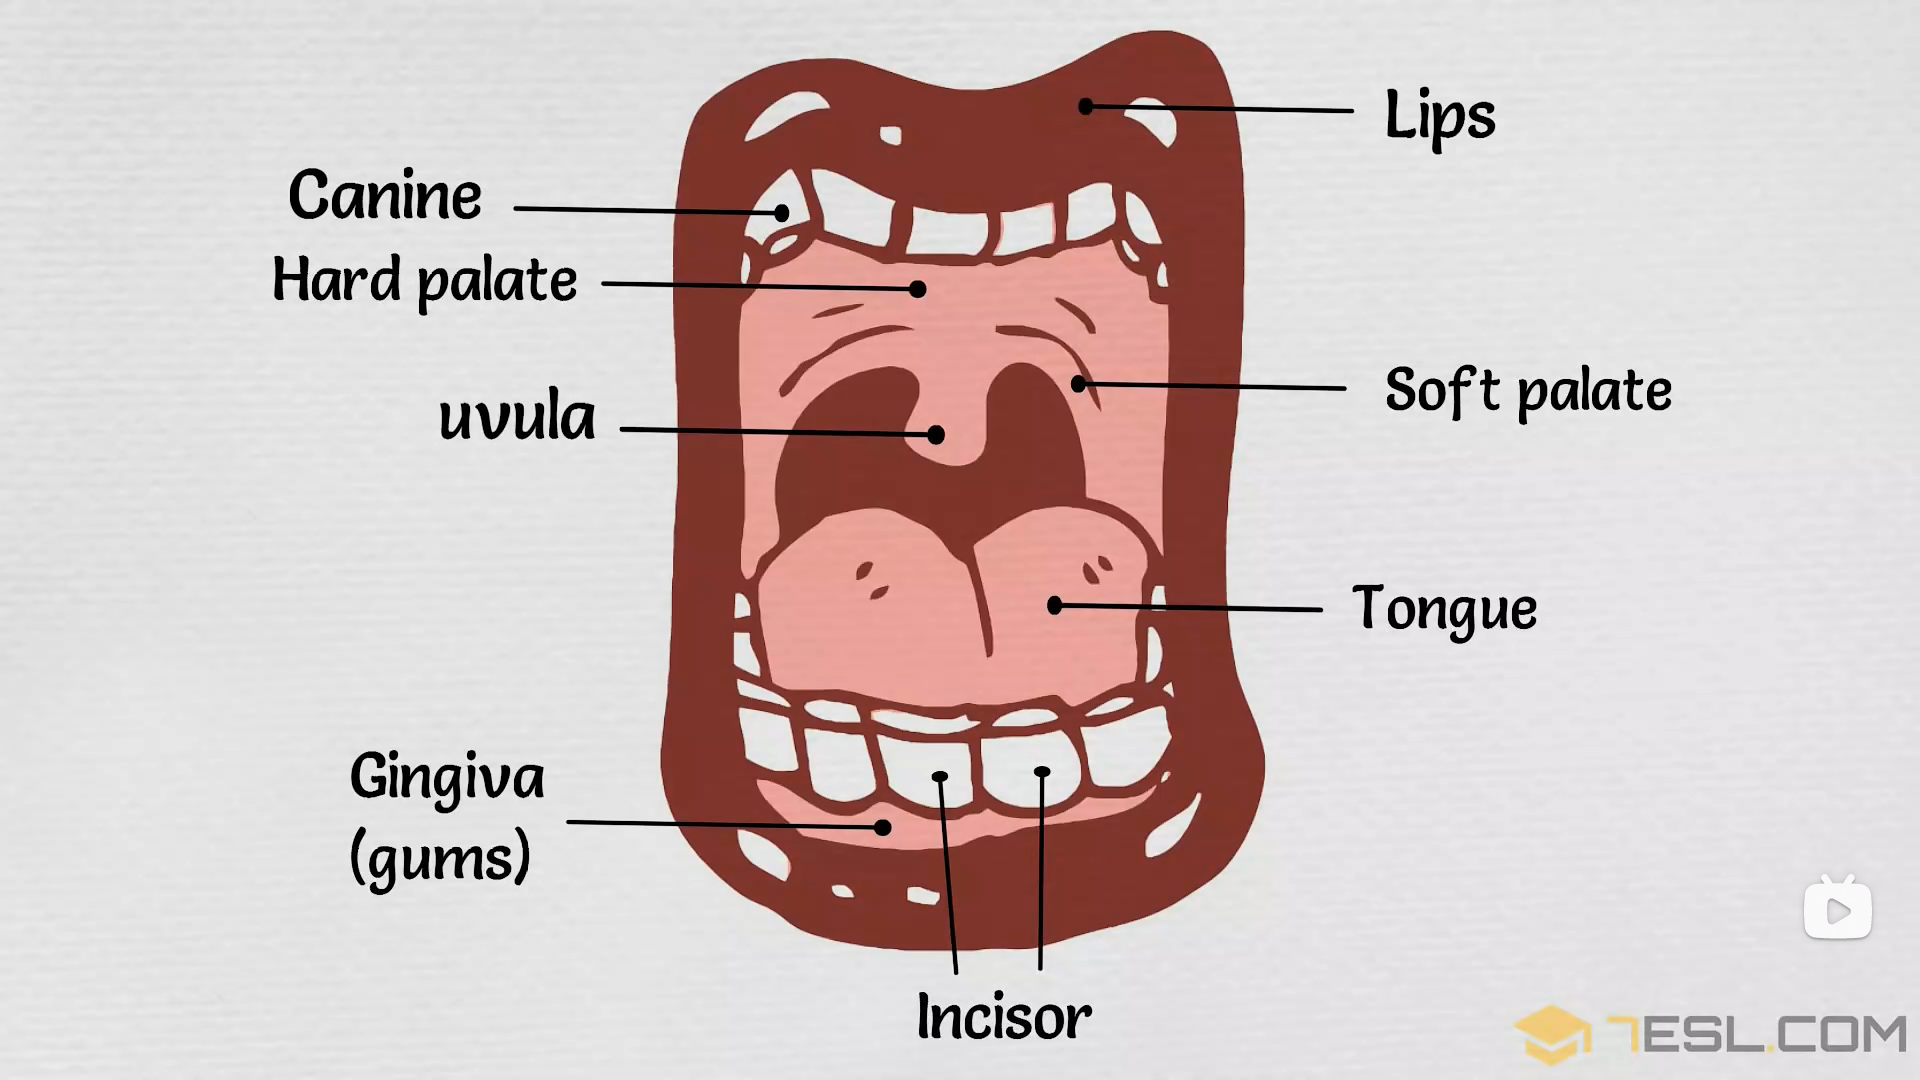 Lips
Canine
Hard palate
Soft palate
uvula
Tongue
Gingiva
(gums)
Incisor
7ESL.COM